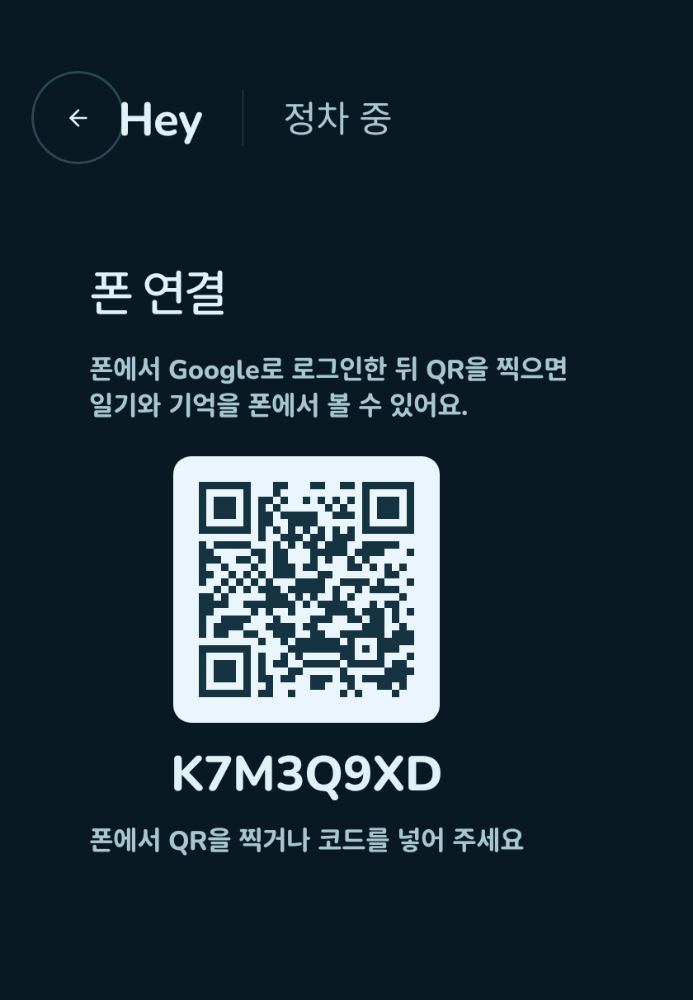 Hey 정차 중
폰 연결
폰에서 Google로 로그인한 뒤 QR을 찍으면
일기와 기억을 폰에서 볼 수 있어요.
K7M3Q9XD
폰에서 QR을 찍거나 코드를 넣어 주세요